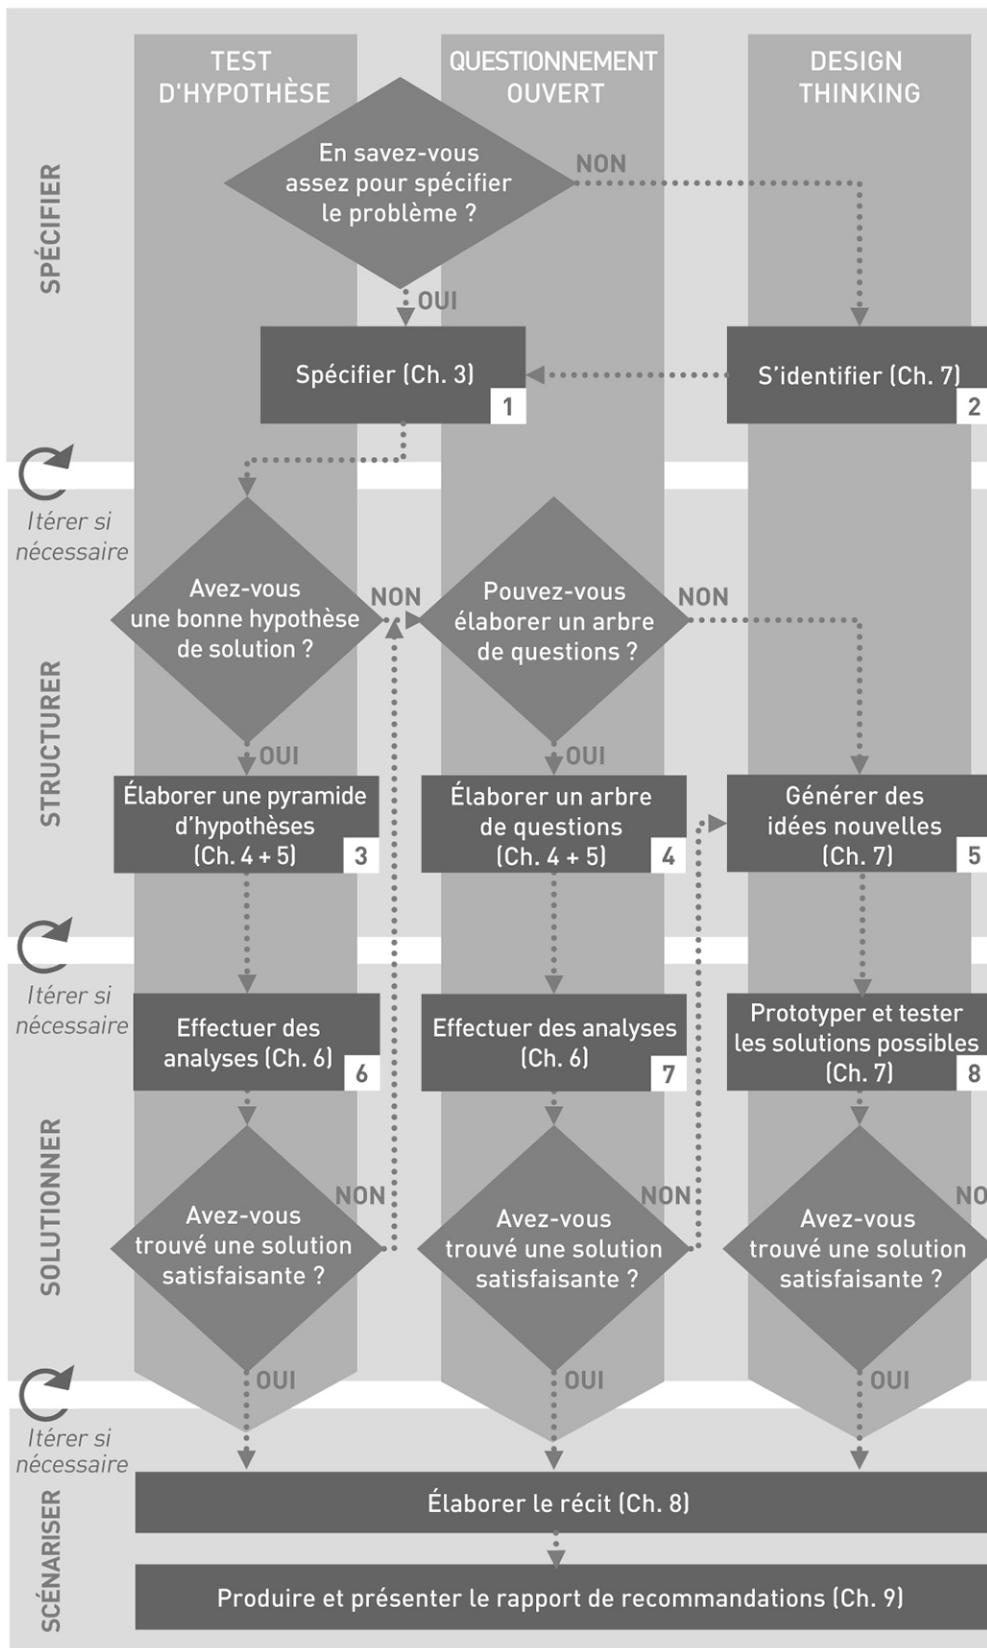 TEST
D'HYPOTHÈSE
QUESTIONNEMENT
OUVERT
DESIGN
THINKING
SPÉCIFIER
En savez-vous
assez pour spécifier
le problème ?
NON
OUI
Spécifier (Ch. 3)
1
S'identifier (Ch. 7)
2
Itérer si
nécessaire
STRUCTURER
Avez-vous
une bonne hypothèse
de solution ?
NON
Pouvez-vous
élaborer un arbre
de questions ?
NON
OUI
OUI
Élaborer une pyramide
d'hypothèses
(Ch. 4 + 5)
3
Élaborer un arbre
de questions
(Ch. 4 + 5)
4
Générer des
idées nouvelles
(Ch. 7)
5
Itérer si
nécessaire
SOLUTIONNER
Effectuer des
analyses (Ch. 6)
6
Effectuer des analyses
(Ch. 6)
7
Prototyper et tester
les solutions possibles
(Ch. 7)
8
Avez-vous
trouvé une solution
satisfaisante ?
NON
Avez-vous
trouvé une solution
satisfaisante ?
NON
Avez-vous
trouvé une solution
satisfaisante ?
NO
OUI
OUI
OUI
Itérer si
nécessaire
SCÉNARISER
Élaborer le récit (Ch. 8)
Produire et présenter le rapport de recommandations (Ch. 9)